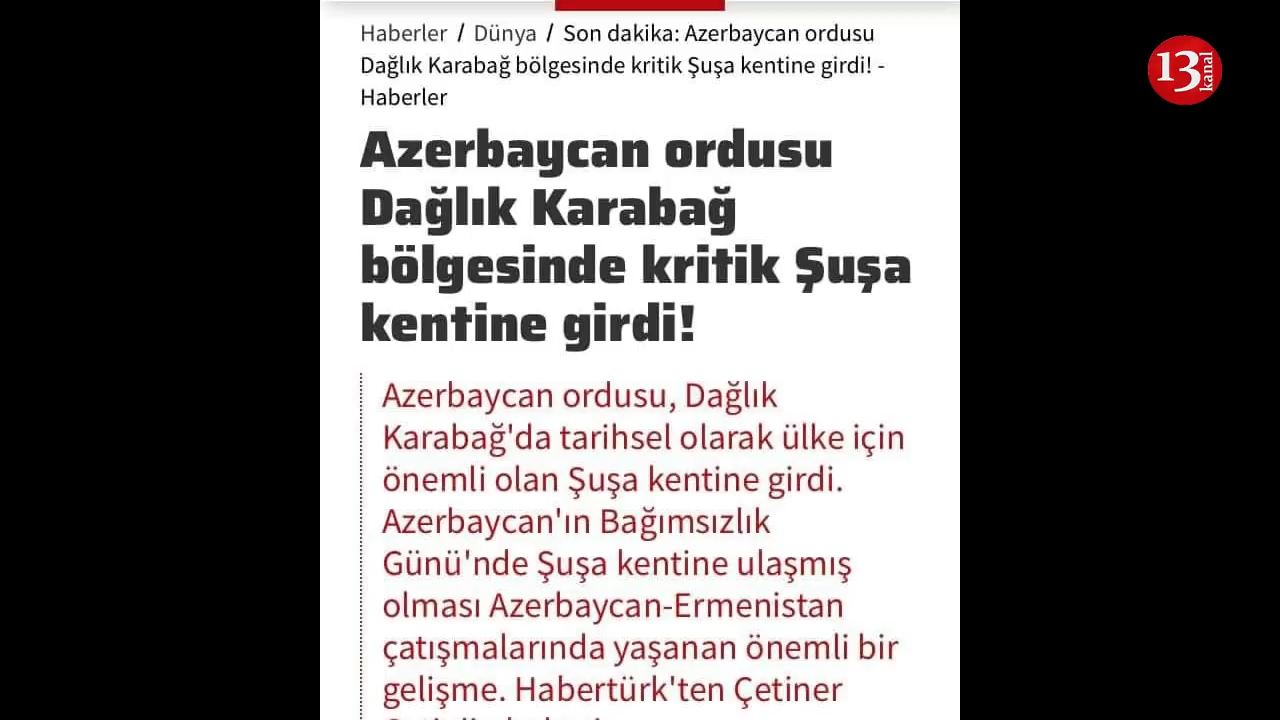 Haberler / Dünya / Son dakika: Azerbaycan ordusu
Dağlık Karabağ bölgesinde kritik Şuşa kentine girdi! -
Haberler
13 kanal
Azerbaycan ordusu
Dağlık Karabağ
bölgesinde kritik Şuşa
kentine girdi!
Azerbaycan ordusu, Dağlık
Karabağ'da tarihsel olarak ülke için
önemli olan Şuşa kentine girdi.
Azerbaycan'ın Bağımsızlık
Günü'nde Şuşa kentine ulaşmış
olması Azerbaycan-Ermenistan
çatışmalarında yaşanan önemli bir
gelişme. Habertürk'ten Çetiner